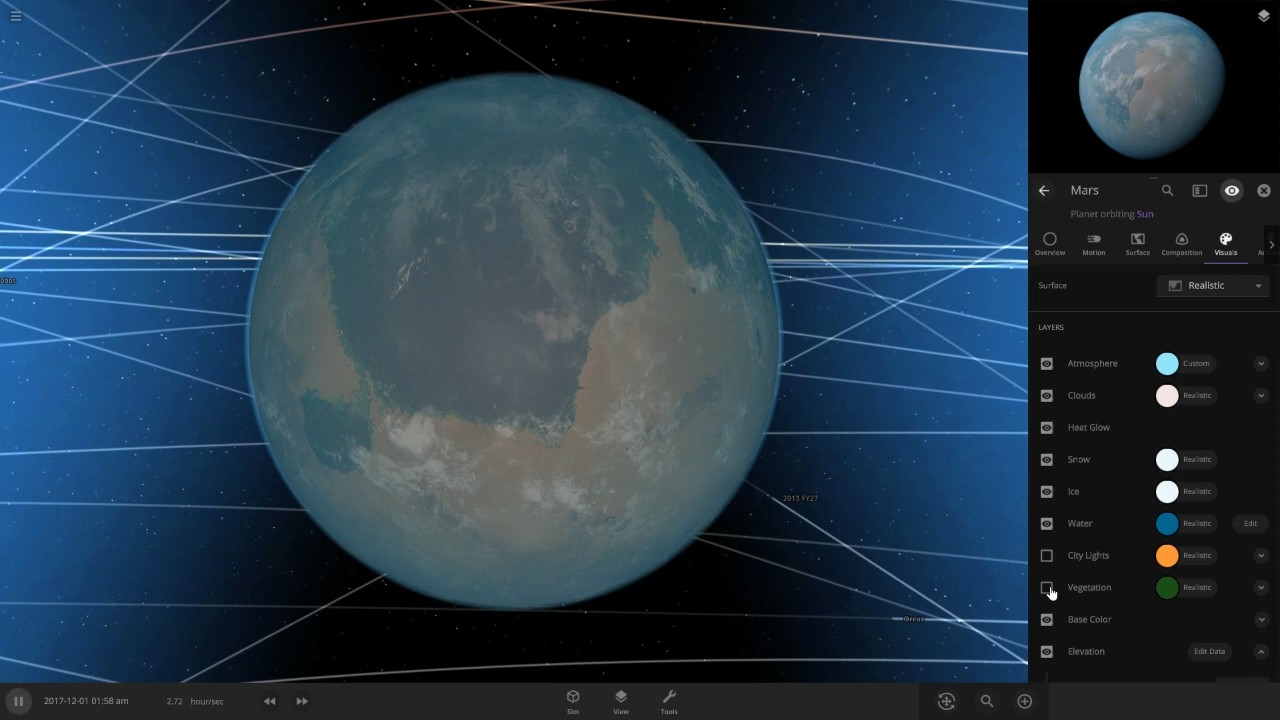 Mars
Planet orbiting Sun
Overview Motion Surface Composition Visuals
Surface Realistic
LAYERS
Atmosphere Custom
Clouds Realistic
Heat Glow
Snow Realistic
Ice Realistic
Water Realistic Edit
City Lights Realistic
Vegetation Realistic
Base Color
Elevation Edit Data
2013 FY27
Orcus
2017-12-01 01:58 am 2.72 hour/sec
Sim View Tools